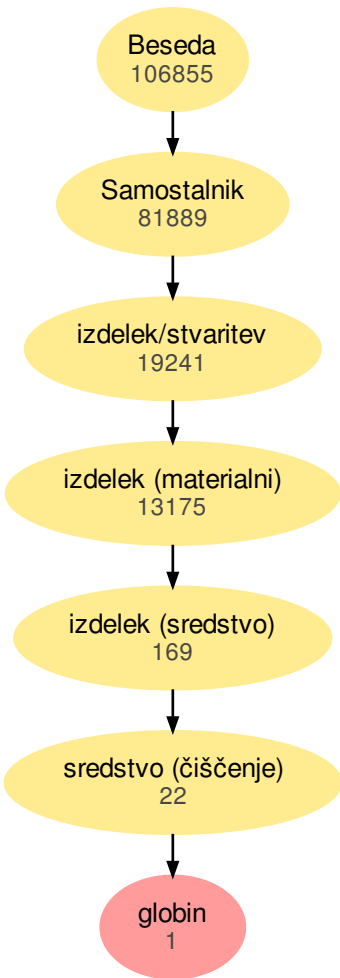 Beseda
106855
Samostalnik
81889
izdelek/stvaritev
19241
izdelek (materialni)
13175
izdelek (sredstvo)
169
sredstvo (čiščenje)
22
globin
1